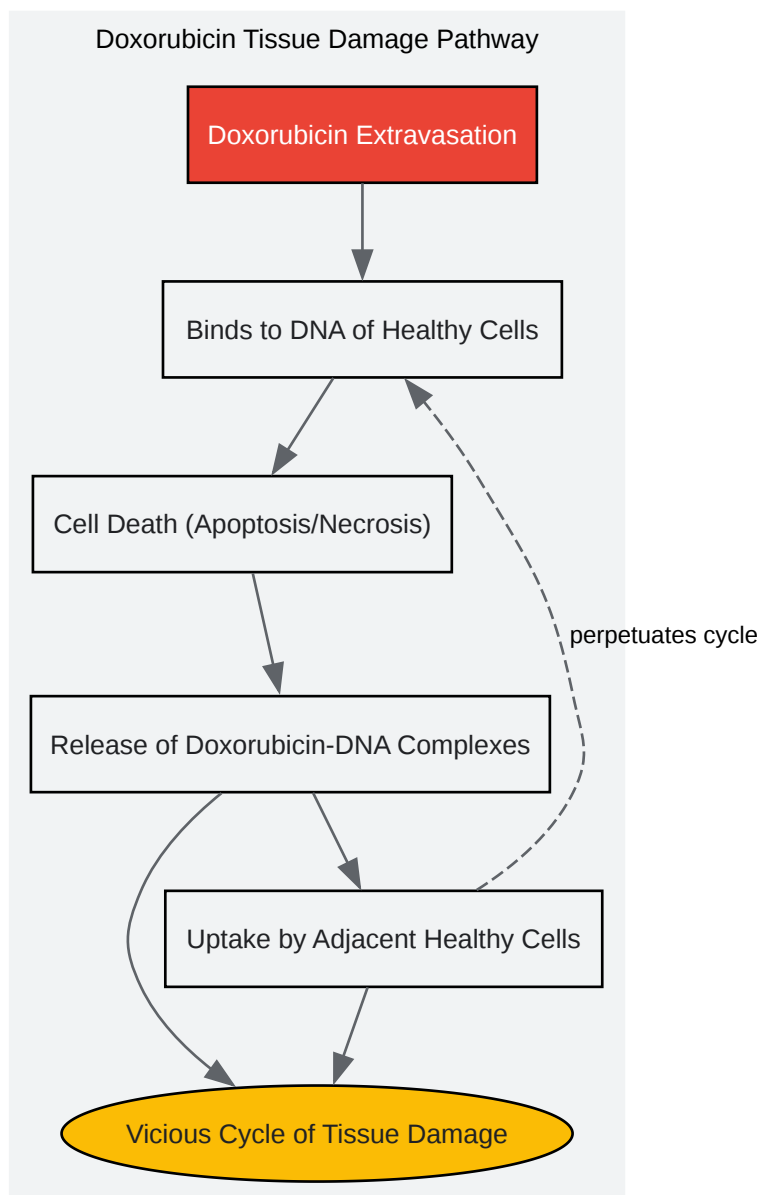 Doxorubicin Tissue Damage Pathway
Doxorubicin Extravasation
Binds to DNA of Healthy Cells
Cell Death (Apoptosis/Necrosis)
perpetuates cycle
Release of Doxorubicin-DNA Complexes
Uptake by Adjacent Healthy Cells
Vicious Cycle of Tissue Damage